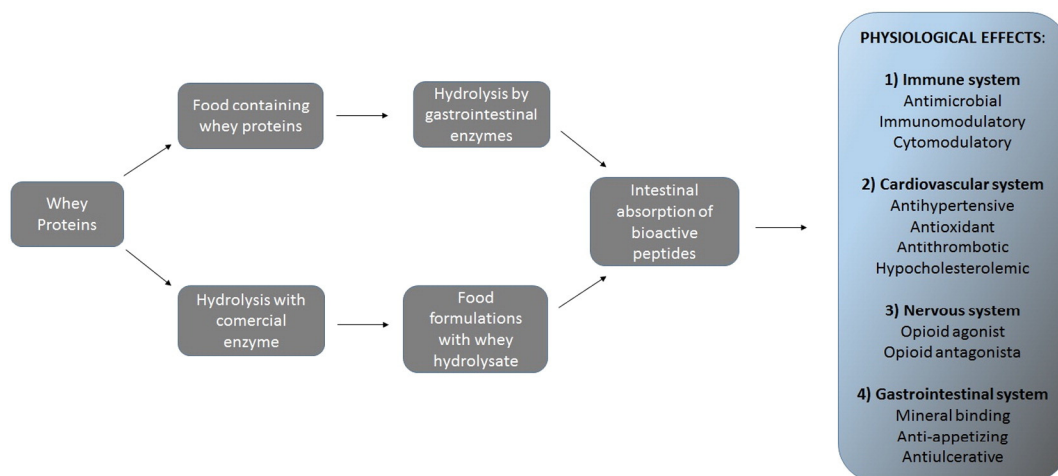 Whey
Proteins
Food containing
whey proteins
Hydrolysis by
gastrointestinal
enzymes
Hydrolysis with
comercial
enzyme
Food
formulations
with whey
hydrolysate
Intestinal
absorption of
bioactive
peptides
PHYSIOLOGICAL EFFECTS:
1) Immune system
Antimicrobial
Immunomodulatory
Cytomodulatory
2) Cardiovascular system
Antihypertensive
Antioxidant
Antithrombotic
Hypocholesterolemic
3) Nervous system
Opioid agonist
Opioid antagonista
4) Gastrointestinal system
Mineral binding
Anti-appetizing
Antiulcerative